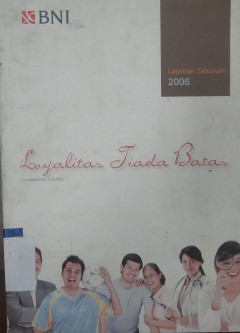 BNI
Laporan Tahunan
2006
Loyalitas Tiada Batas